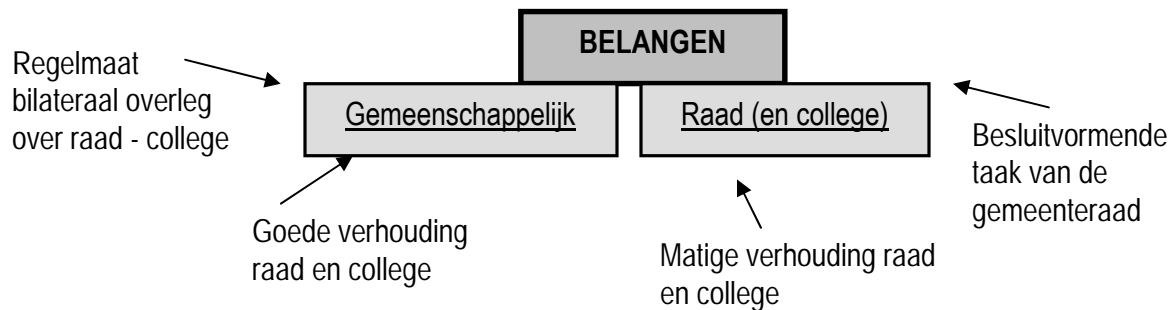 BELANGEN
Regelmaat
bilateraal overleg
over raad - college
Gemeenschappelijk
Raad (en college)
Besluitvormende
taak van de
gemeenteraad
Goede verhouding
raad en college
Matige verhouding raad
en college